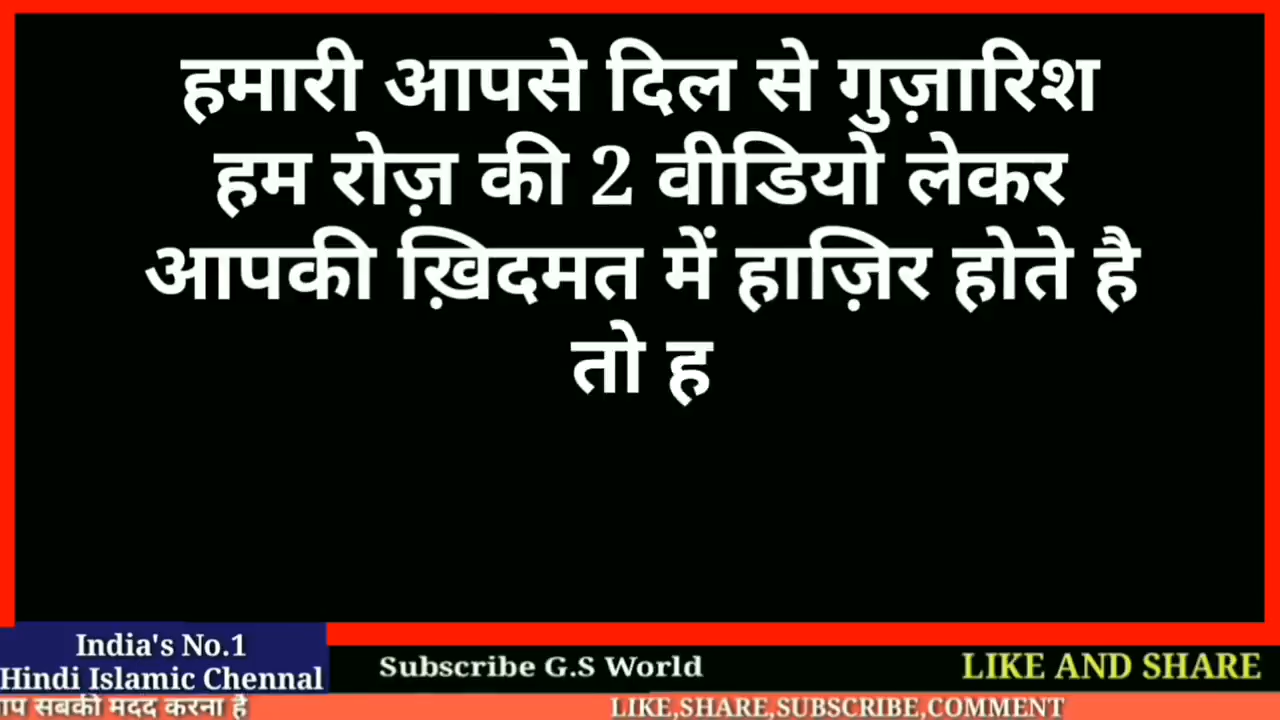 हमारी आपसे दिल से गुज़ारिश
हम रोज़ की 2 वीडियो लेकर
आपकी ख़िदमत में हाज़िर होते है
तो ह
India's No.1
Hindi Islamic Chennal
Subscribe G.S World
LIKE AND SHARE
सबकी मदद करना है
LIKE,SHARE,SUBSCRIBE,COMMENT